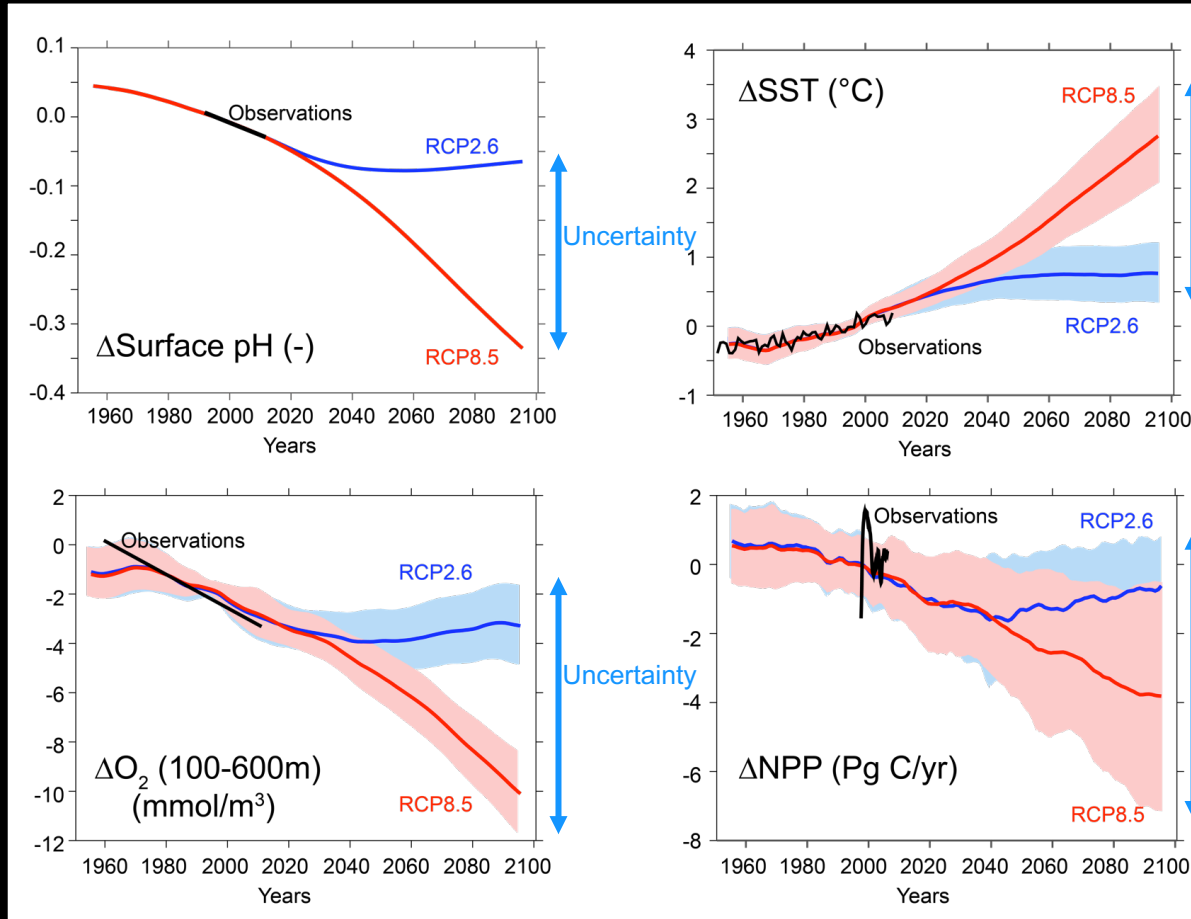 0.1
0.0
-0.1
-0.2
-0.3
-0.4
Observations
RCP2.6
RCP8.5
ΔSurface pH (-)
1960 1980 2000 2020 2040 2060 2080 2100
Years
Uncertainty
4
3
2
1
0
-1
ΔSST (°C)
RCP8.5
RCP2.6
Observations
1960 1980 2000 2020 2040 2060 2080 2100
Years
2
0
-2
-4
-6
-8
-10
-12
Observations
RCP2.6
RCP8.5
ΔO₂ (100-600m)
(mmol/m³)
1960 1980 2000 2020 2040 2060 2080 2100
Years
Uncertainty
2
0
-2
-4
-6
-8
Observations
RCP2.6
ΔNPP (Pg C/yr)
RCP8.5
1960 1980 2000 2020 2040 2060 2080 2100
Years